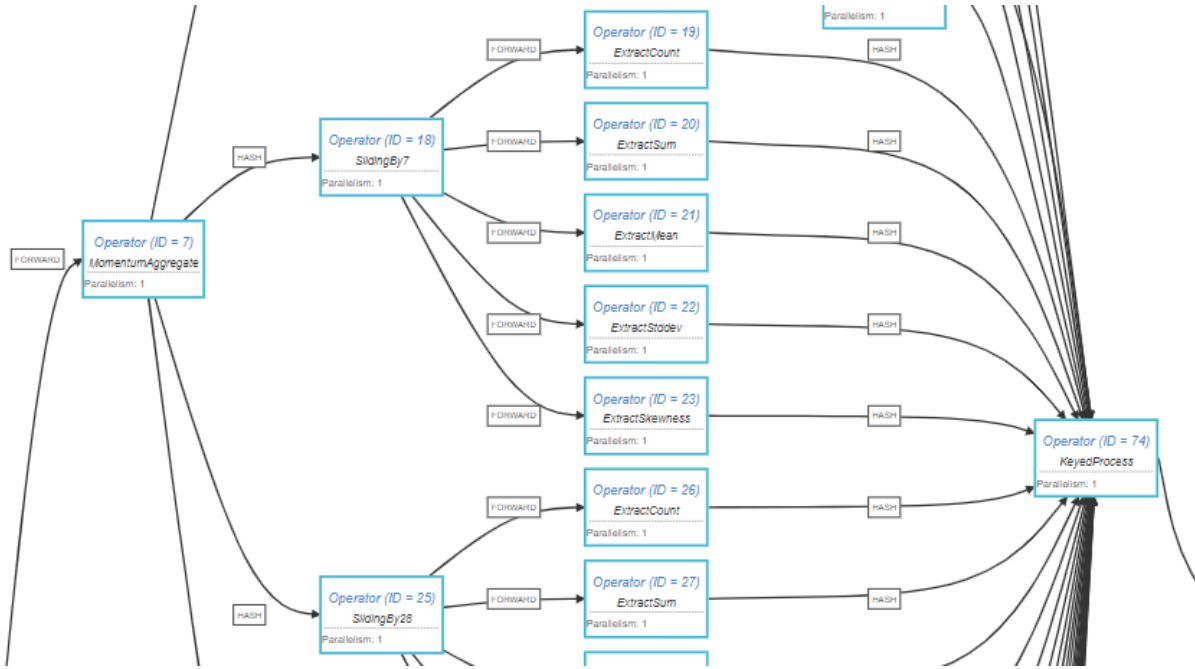 Parallelism: 1
Operator (ID = 19)
ExtractCount
Parallelism: 1
FORWARD
HASH
Operator (ID = 20)
ExtractSum
Parallelism: 1
FORWARD
HASH
Operator (ID = 18)
SlidingBy7
Parallelism: 1
HASH
Operator (ID = 21)
ExtractMean
Parallelism: 1
FORWARD
HASH
Operator (ID = 7)
MomentumAggregate
Parallelism: 1
FORWARD
Operator (ID = 22)
ExtractStddev
Parallelism: 1
FORWARD
HASH
Operator (ID = 23)
ExtractSkewness
Parallelism: 1
FORWARD
HASH
Operator (ID = 74)
KeyedProcess
Parallelism: 1
Operator (ID = 26)
ExtractCount
Parallelism: 1
FORWARD
HASH
Operator (ID = 27)
ExtractSum
Parallelism: 1
FORWARD
HASH
Operator (ID = 25)
SlidingBy28
Parallelism: 1
HASH